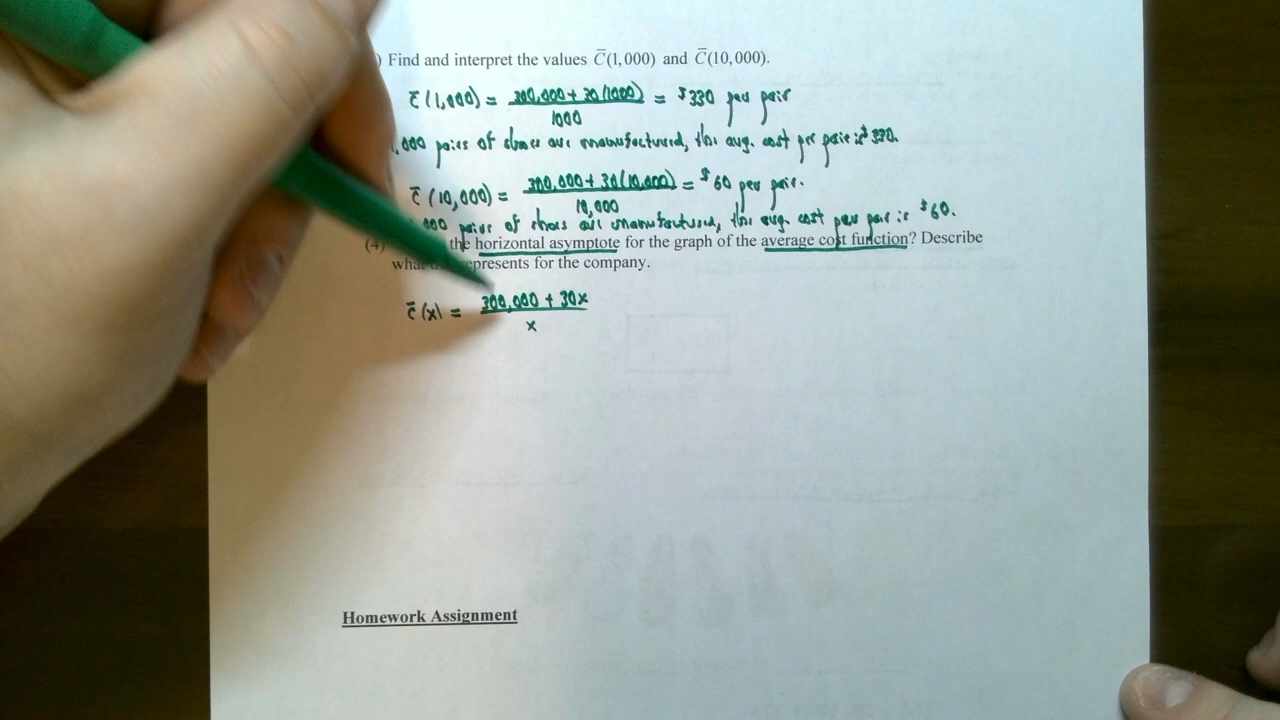 ) Find and interpret the values C̄(1,000) and C̄(10,000).
C̄(1,000) = 300,000 + 30(1000) / 1000 = $330 per pair
,000 pairs of shoes are manufactured, the avg. cost per pair is $330.
C̄(10,000) = 300,000 + 30(10,000) / 10,000 = $60 per pair.
000 pairs of shoes are manufactured, the avg. cost per pair is $60.
(4) the horizontal asymptote for the graph of the average cost function? Describe
represents for the company.
C̄(x) = 300,000 + 30x / x
Homework Assignment